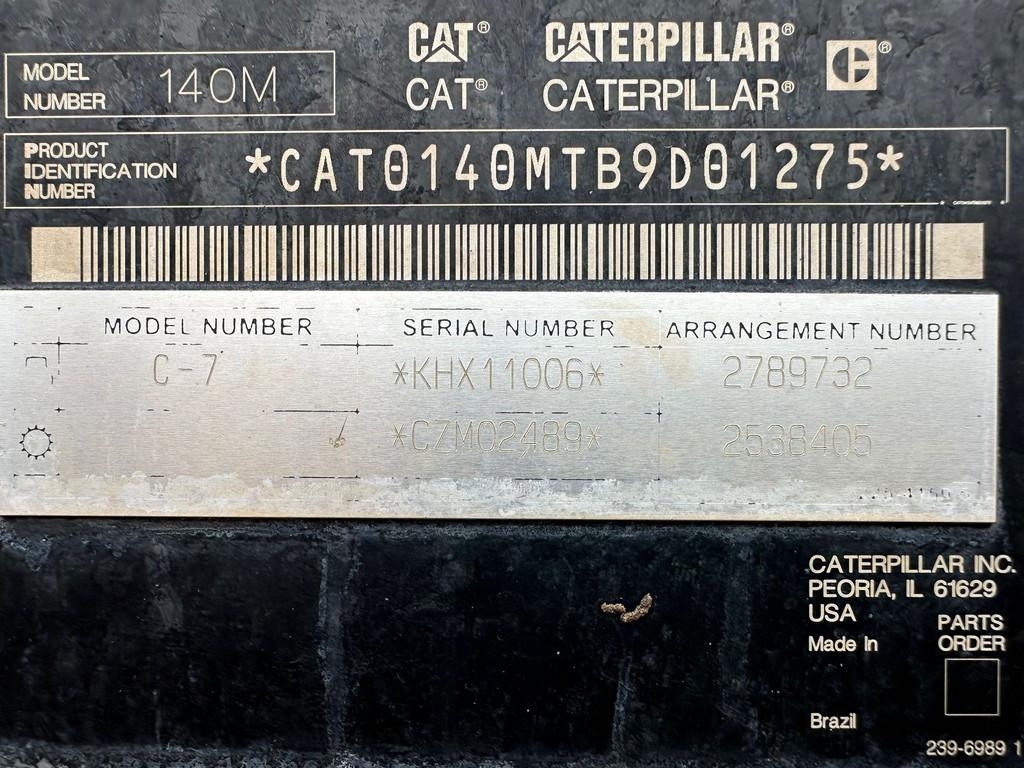 CAT® CATERPILLAR® C®
MODEL NUMBER 140M
CAT® CATERPILLAR®
PRODUCT IDENTIFICATION NUMBER *CAT0140MTB9D01275*
MODEL NUMBER SERIAL NUMBER ARRANGEMENT NUMBER
C-7 *KHX11006* 2789732
*CZM02489* 2538405
CATERPILLAR INC.
PEORIA, IL 61629
USA
Made in
PARTS
ORDER
Brazil
239-6989 1